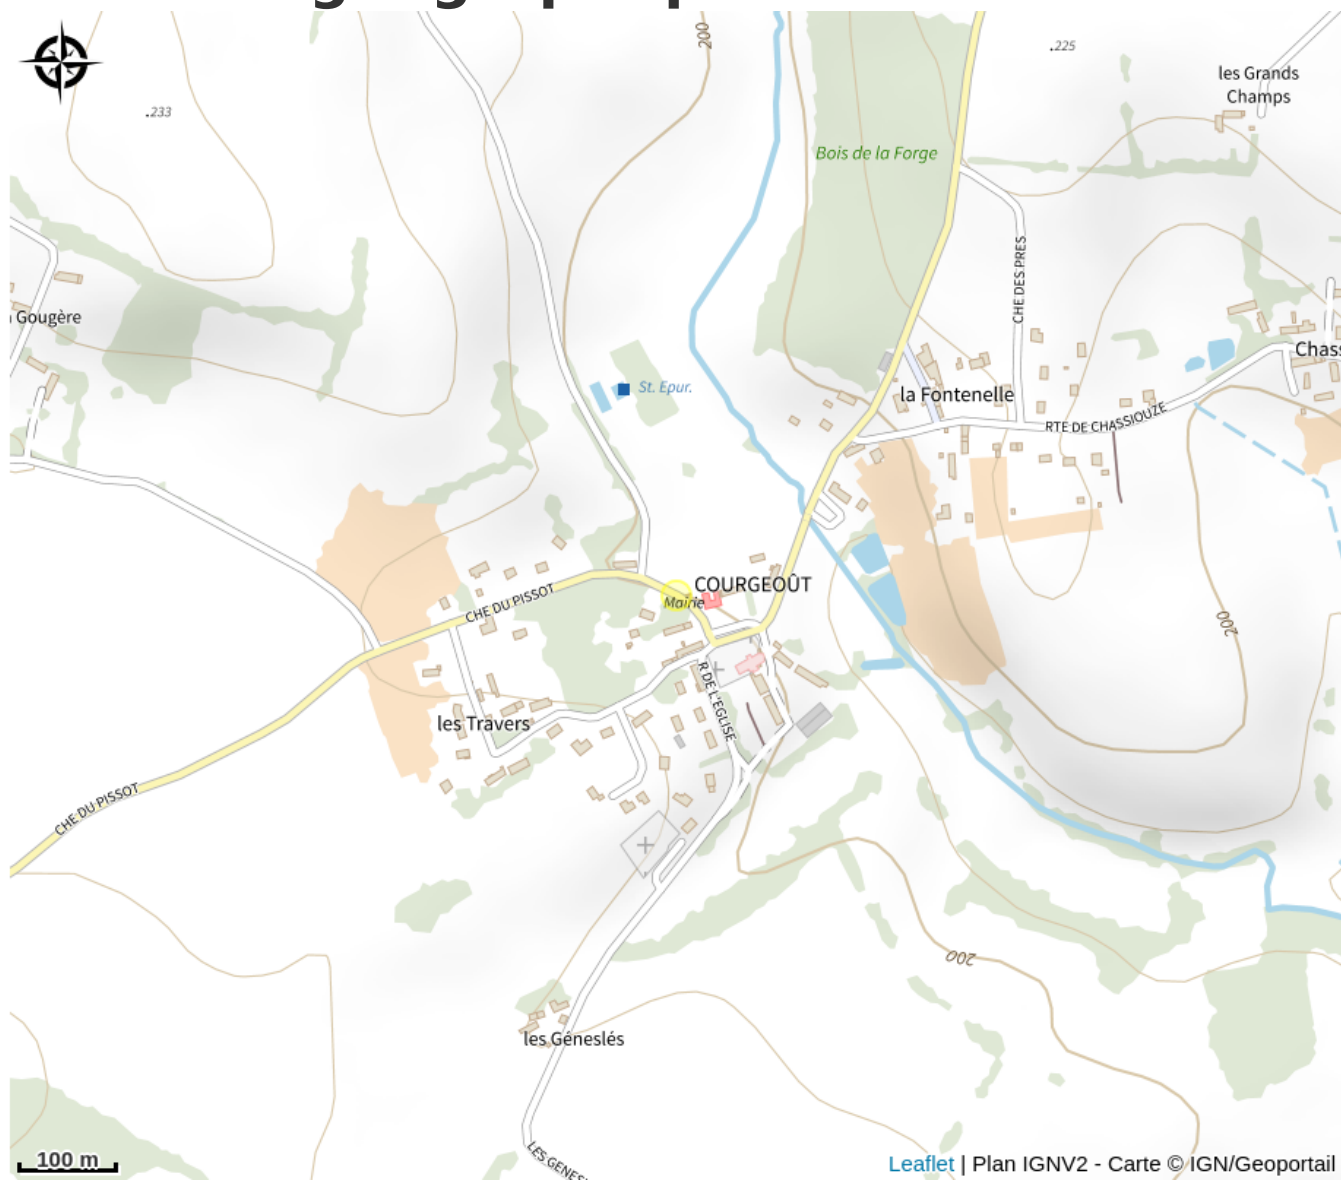 200
.225
les Grands
Champs
.233
Bois de la Forge
CHE DES PRES
Gougère
Chass
St. Epur.
la Fontenelle
RTE DE CHASSIOUZE
COURGEOÛT
Mairie
CHE DU PISSOT
200
R DE L'EGLISE
les Travers
CHE DU PISSOT
200
les Géneslés
LES GENES
100 m
Leaflet | Plan IGNV2 - Carte © IGN/Geoportail